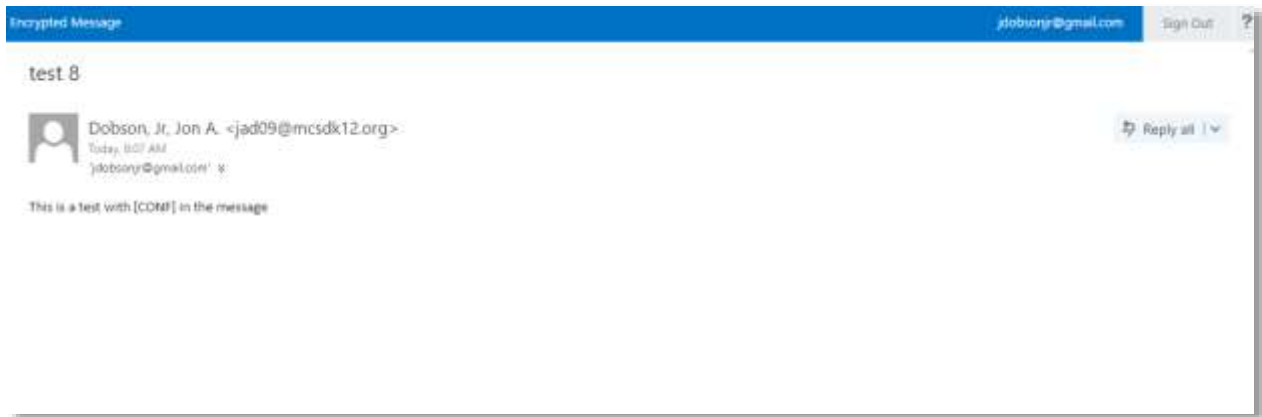 Encrypted Message
jdobsonjr@gmail.com
Sign Out
?
test 8
Dobson, Jr, Jon A. <jad09@mcsdk12.org>
Reply all
Today, 8:07 AM
'jdobsonjr@gmail.com'
This is a test with [CONF] in the message